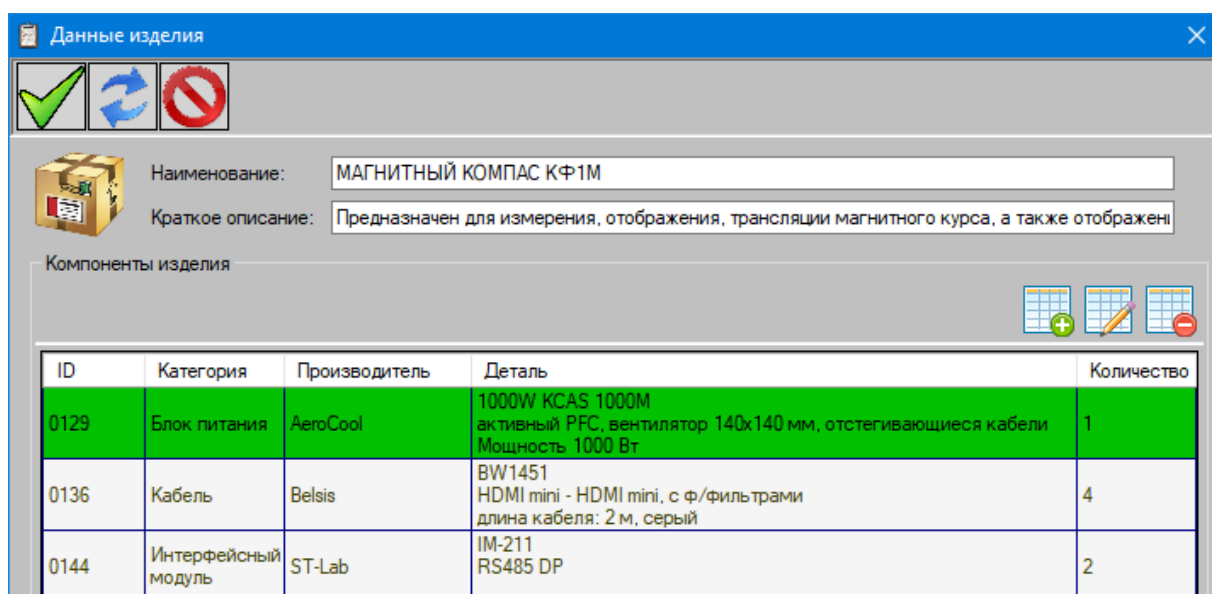 Данные изделия
Наименование: МАГНИТНЫЙ КОМПАС КФ1М
Краткое описание: Предназначен для измерения, отображения, трансляции магнитного курса, а также
Компоненты изделия
ID Категория Производитель Деталь Количество
1000W KCAS 1000M
0129 Блок питания AeroCool активный PFC, вентилятор 140x140 мм, отстегивающиеся кабели 1
Мощность 1000 Вт
BW1451
0136 Кабель Belsis HDMI mini - HDMI mini, с ф/фильтрами 4
длина кабеля: 2 м, серый
IM-211
0144 Интерфейсный модуль ST-Lab RS485 DP 2